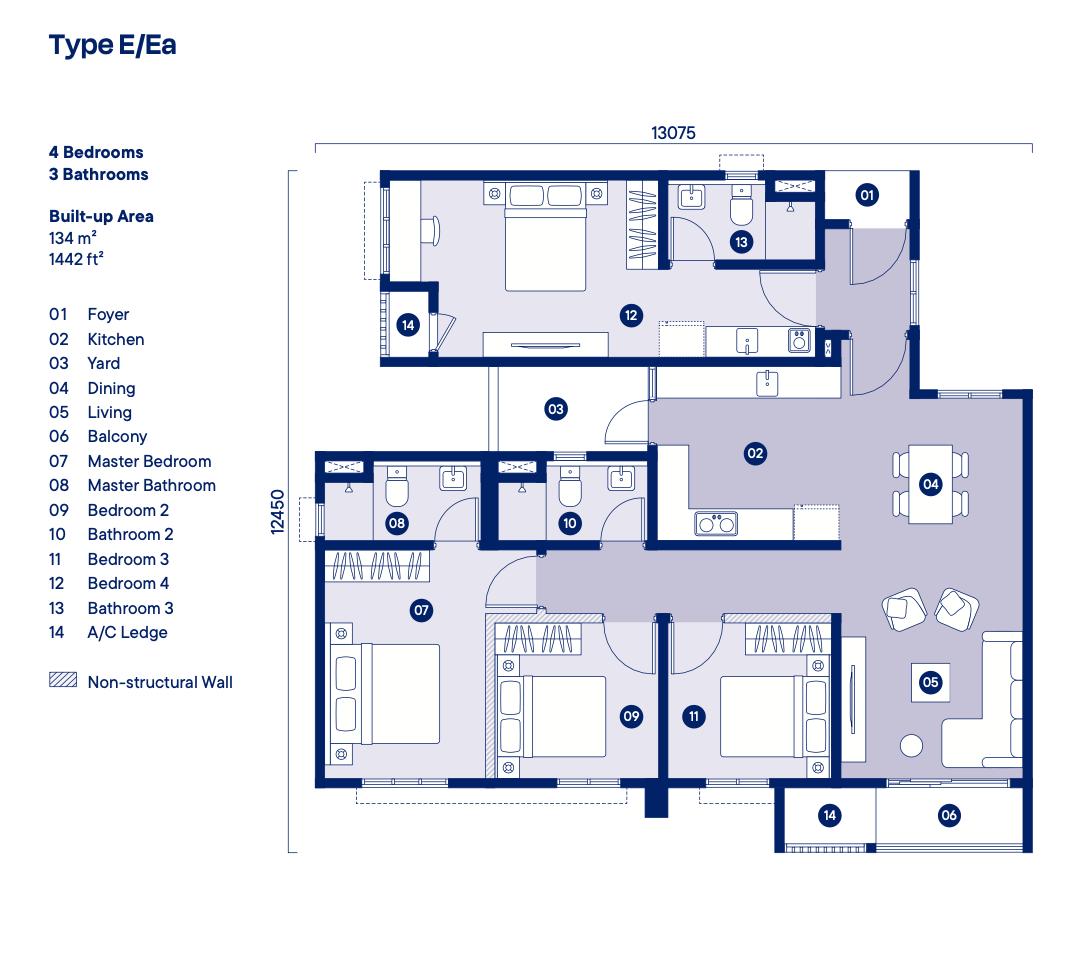 Type E/Ea
4 Bedrooms
3 Bathrooms
Built-up Area
134 m²
1442 ft²
01 Foyer
02 Kitchen
03 Yard
04 Dining
05 Living
06 Balcony
07 Master Bedroom
08 Master Bathroom
09 Bedroom 2
10 Bathroom 2
11 Bedroom 3
12 Bedroom 4
13 Bathroom 3
14 A/C Ledge
Non-structural Wall
13075
12450
01
13
12
14
03
02
04
08
10
07
05
09
11
14
06